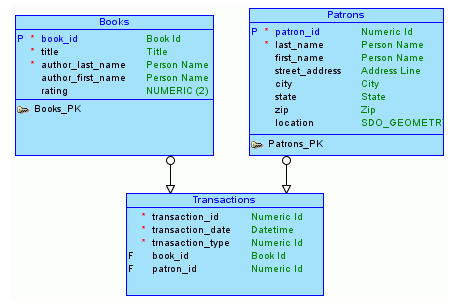 Books
P * book_id Book Id
* title Title
* author_last_name Person Name
author_first_name Person Name
rating NUMERIC (2)
Books_PK
Patrons
P * patron_id Numeric Id
* last_name Person Name
first_name Person Name
street_address Address Line
city City
state State
zip Zip
location SDO_GEOMETR
Patrons_PK
Transactions
* transaction_id Numeric Id
* transaction_date Datetime
* trnasaction_type Numeric Id
F book_id Book Id
F patron_id Numeric Id